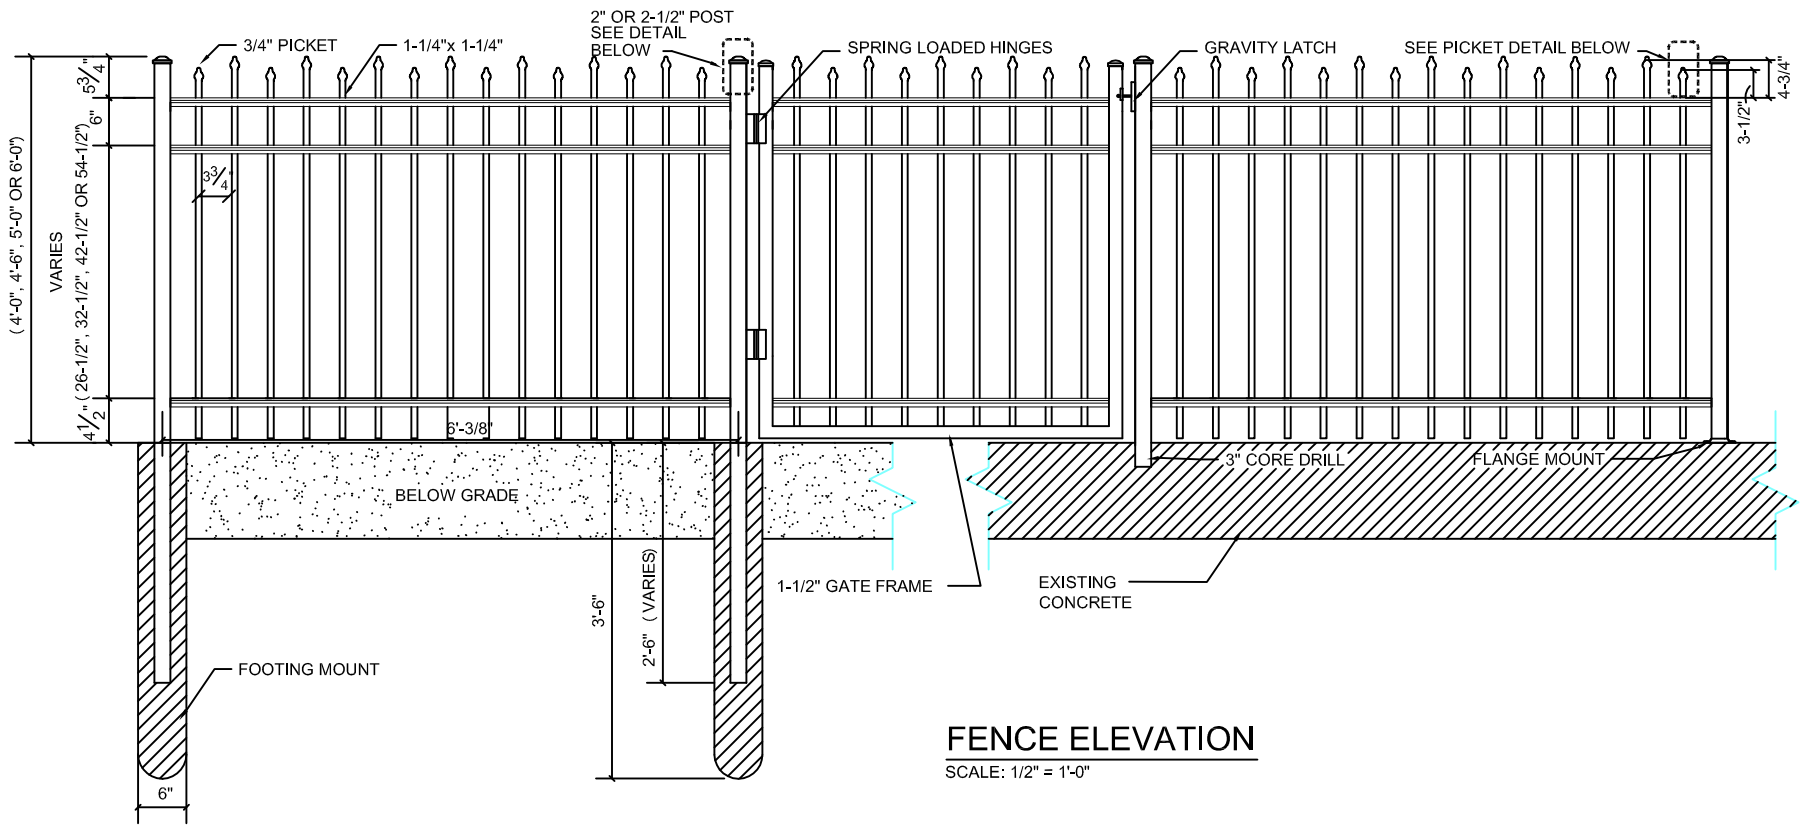 2" OR 2-1/2" POST
SEE DETAIL
BELOW
3/4" PICKET
1-1/4"x 1-1/4"
SPRING LOADED HINGES
GRAVITY LATCH
SEE PICKET DETAIL BELOW
5 3/4"
6"
4-3/4"
3-1/2"
( 4'-0", 4'-6", 5'-0" OR 6'-0")
VARIES
(26-1/2", 32-1/2", 42-1/2" OR 54-1/2")
3 3/4"
4 1/2"
6'-3/8'
3" CORE DRILL
FLANGE MOUNT
BELOW GRADE
3'-6"
2'-6" ( VARIES)
1-1/2" GATE FRAME
EXISTING
CONCRETE
FOOTING MOUNT
6"
FENCE ELEVATION
SCALE: 1/2" = 1'-0"